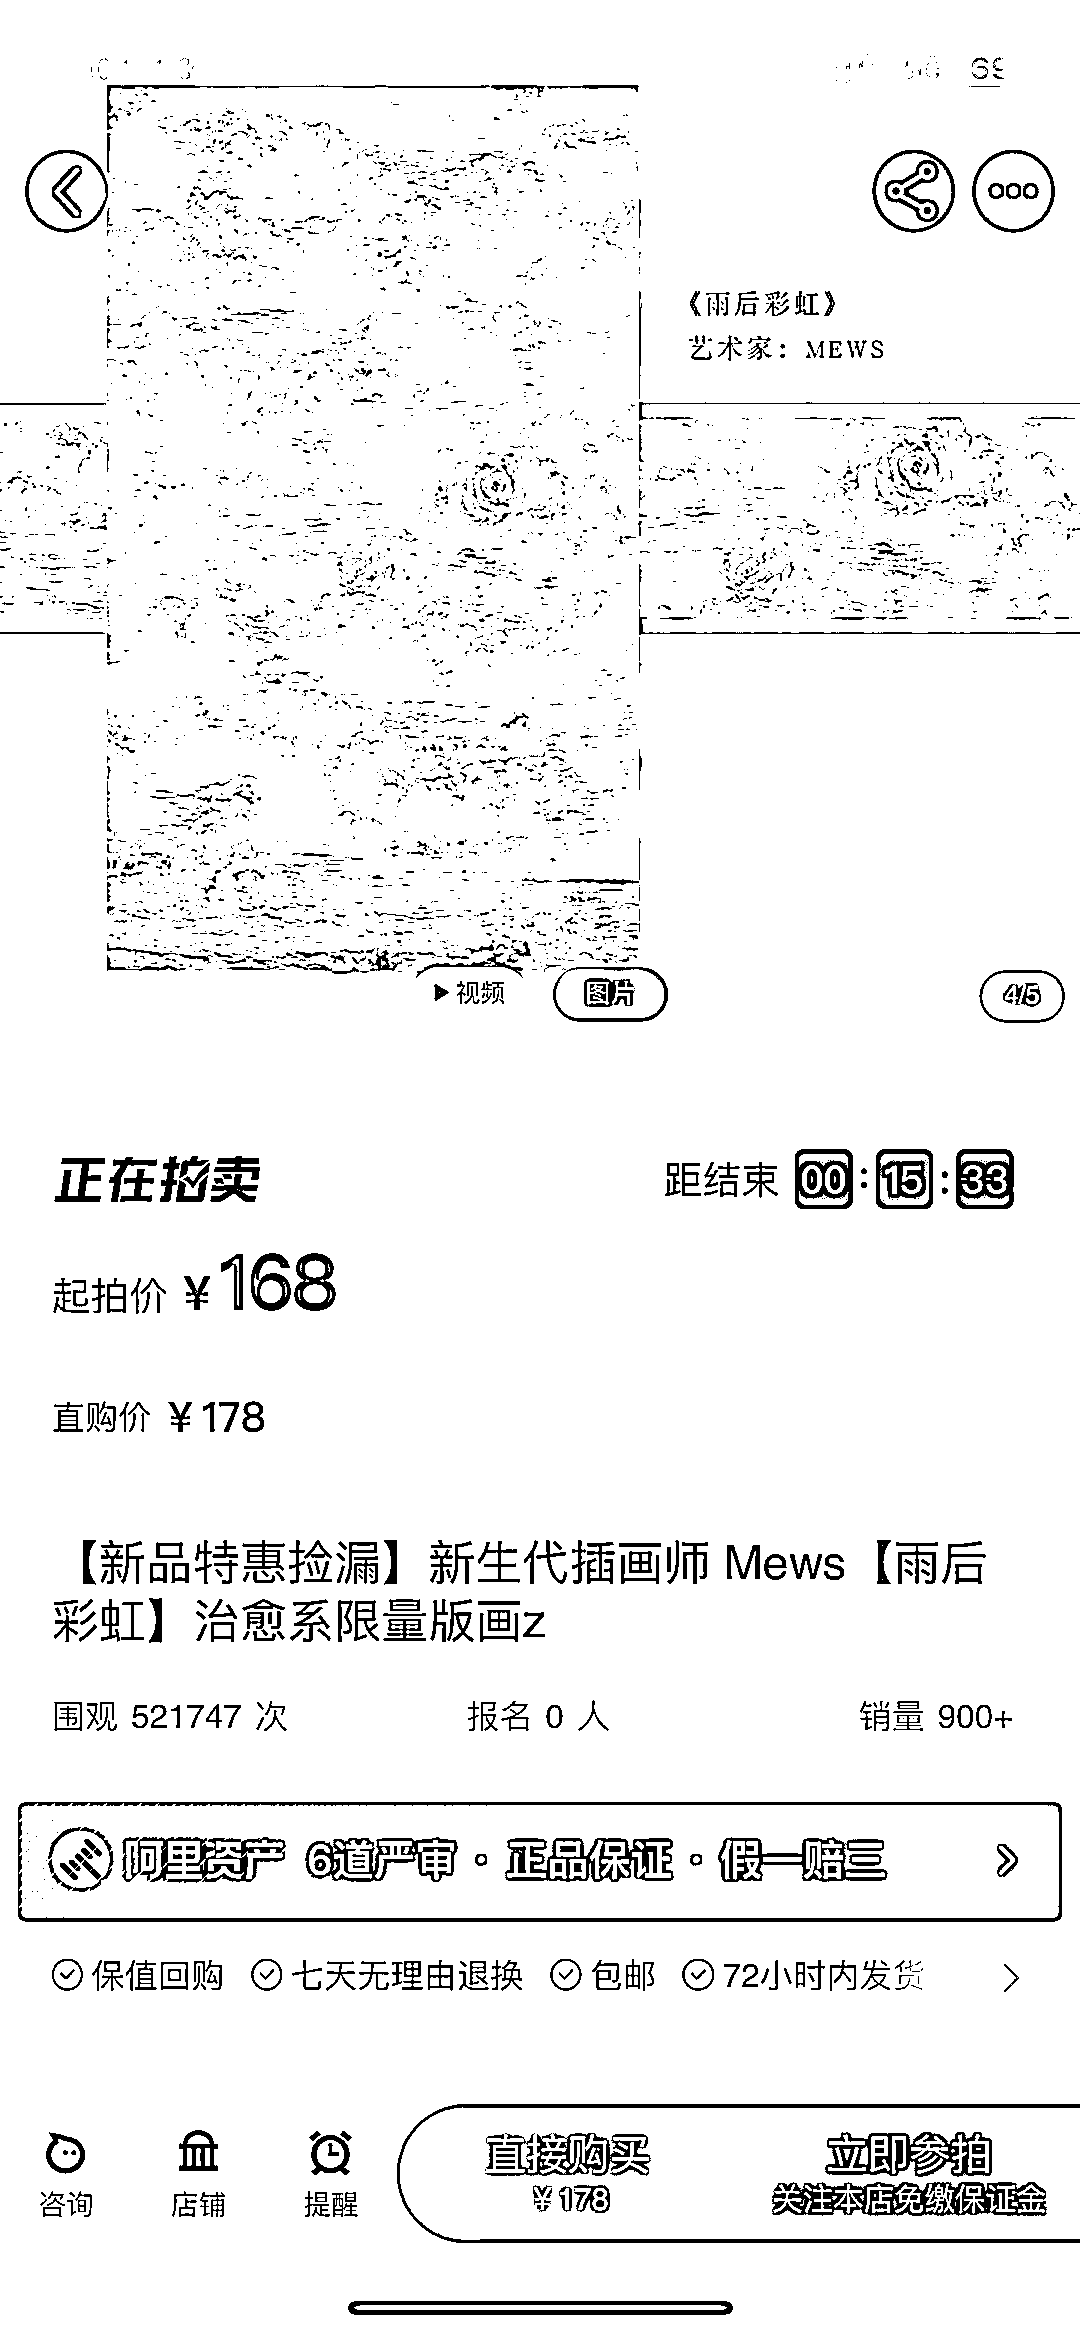 《雨后彩虹》
艺术家：MEWS
视频 图片 4/5
正在拍卖
距结束 00:15:33
起拍价 ¥168
直购价 ¥178
【新品特惠捡漏】新生代插画师 Mews【雨后
彩虹】治愈系限量版画z
围观 521747 次 报名 0 人 销量 900+
阿里资产 6道严审·正品保证·假一赔三
保值回购 七天无理由退换 包邮 72小时内发货
咨询 店铺 提醒
直接购买
¥178
立即参拍
关注本店免缴保证金